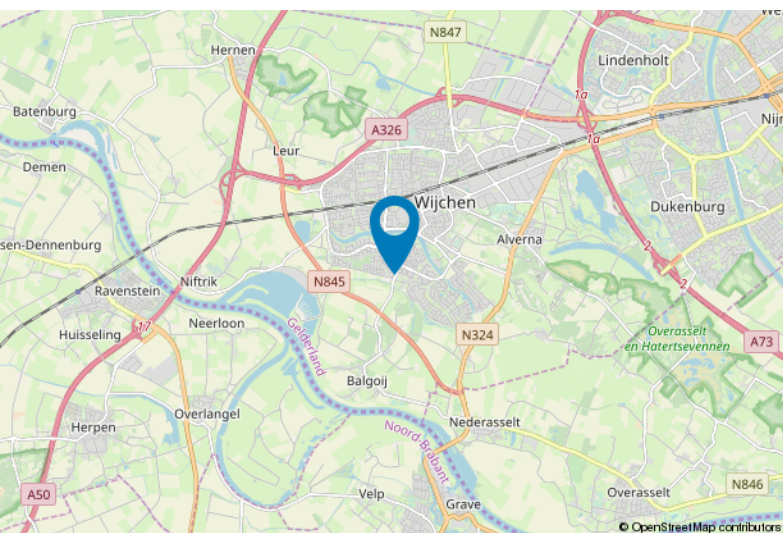 N847
Hernen
Lindenholt
1a
Batenburg
A326
1a
Leur
Demen
Wijchen
Dukenburg
Alverna
2
sen-Dennenburg
2
Niftrik
N845
Ravenstein
Neerloon
17
Huisseling
Gelderland
N324
Overasselt
en Hatertsevennen
A73
Balgoij
Overlangel
Herpen
Nederasselt
Noord-Brabant
A50
Velp
Grave
Overasselt
N846
© OpenStreetMap contributors